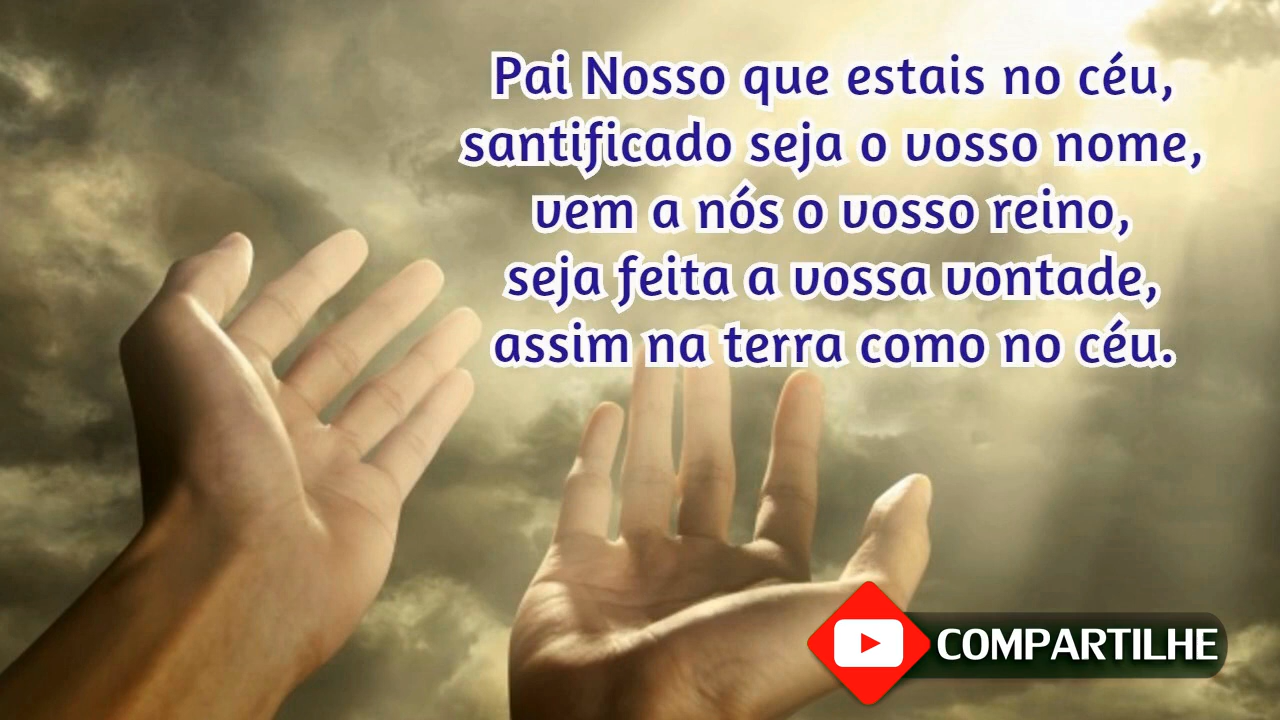 Pai Nosso que estais no céu,
santificado seja o vosso nome,
vem a nós o vosso reino,
seja feita a vossa vontade,
assim na terra como no céu.
COMPARTILHE